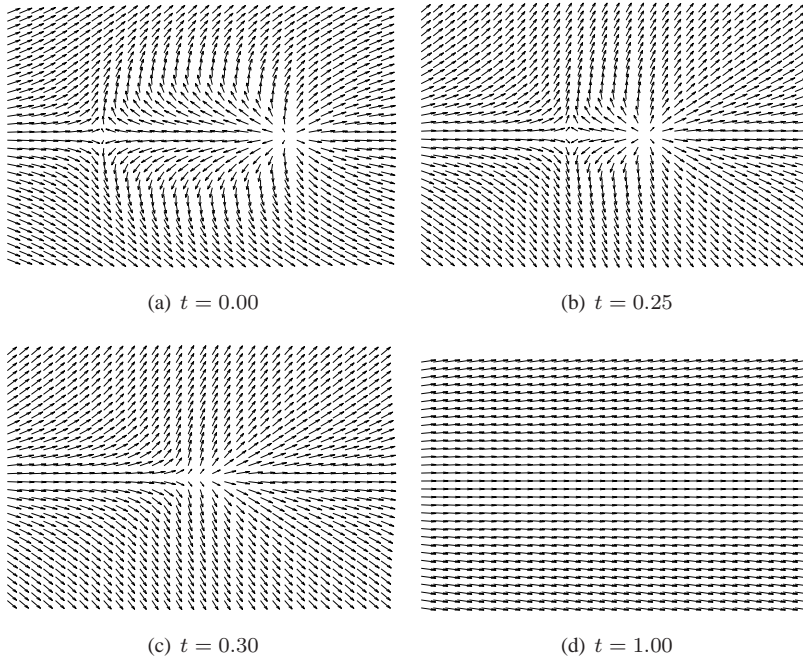 (a) t = 0.00
(b) t = 0.25
(c) t = 0.30
(d) t = 1.00